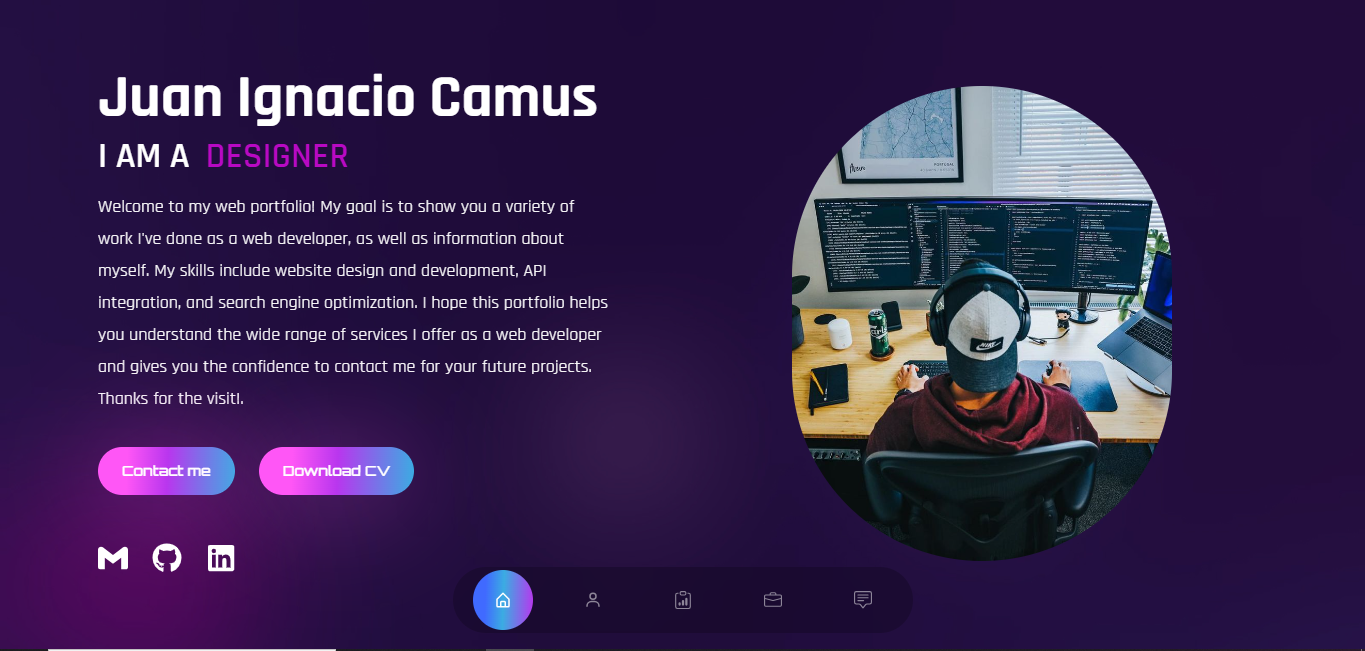 Juan Ignacio Camus
I AM A DESIGNER
Welcome to my web portfolio! My goal is to show you a variety of
work I've done as a web developer, as well as information about
myself. My skills include website design and development, API
integration, and search engine optimization. I hope this portfolio helps
you understand the wide range of services I offer as a web developer
and gives you the confidence to contact me for your future projects.
Thanks for the visit!.
Contact me
Download CV
in
NIKE